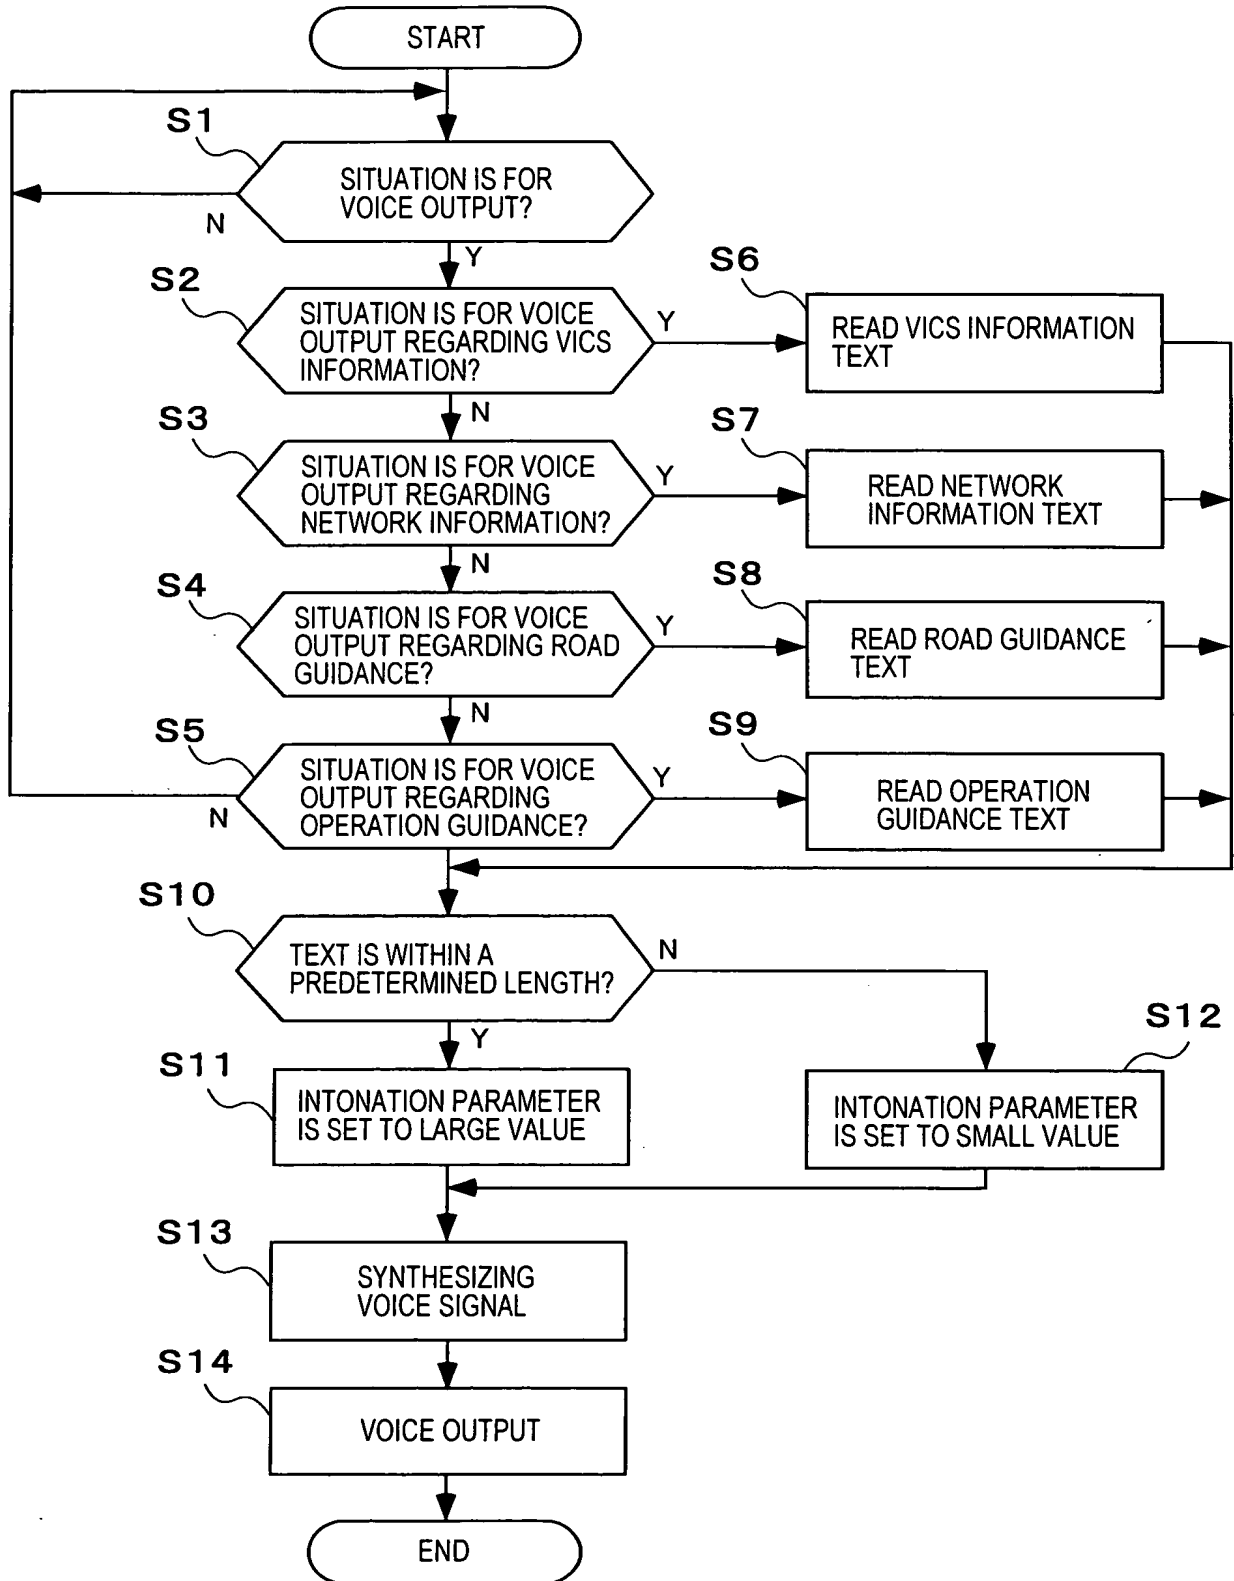 START
S1
SITUATION IS FOR
VOICE OUTPUT?
N
Y
S2
SITUATION IS FOR VOICE
OUTPUT REGARDING VICS
INFORMATION?
Y
N
S6
READ VICS INFORMATION
TEXT
S3
SITUATION IS FOR VOICE
OUTPUT REGARDING
NETWORK INFORMATION?
Y
N
S7
READ NETWORK
INFORMATION TEXT
S4
SITUATION IS FOR VOICE
OUTPUT REGARDING ROAD
GUIDANCE?
Y
N
S8
READ ROAD GUIDANCE
TEXT
S5
SITUATION IS FOR VOICE
OUTPUT REGARDING
OPERATION GUIDANCE?
Y
N
S9
READ OPERATION
GUIDANCE TEXT
S10
TEXT IS WITHIN A
PREDETERMINED LENGTH?
N
Y
S11
INTONATION PARAMETER
IS SET TO LARGE VALUE
S12
INTONATION PARAMETER
IS SET TO SMALL VALUE
S13
SYNTHESIZING
VOICE SIGNAL
S14
VOICE OUTPUT
END